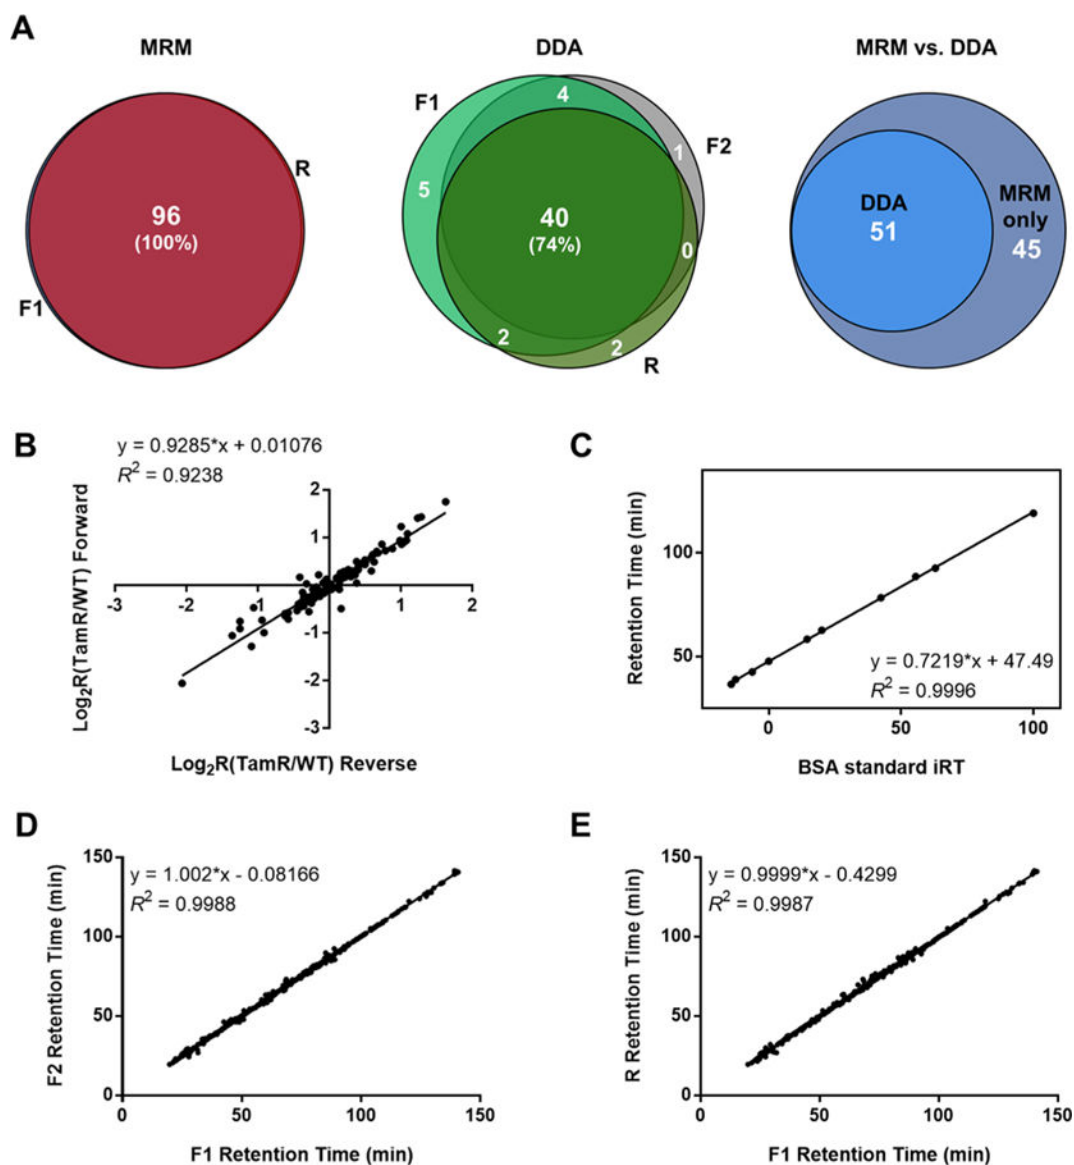 A
MRM
DDA
MRM vs. DDA
F1
R
96
(100%)
F1
F2
R
4
1
5
40
(74%)
0
2
2
DDA
51
MRM
only
45
B
y = 0.9285*x + 0.01076
R² = 0.9238
Log₂R(TamR/WT) Forward
2
1
-3
-2
-1
1
2
-1
-2
-3
Log₂R(TamR/WT) Reverse
C
Retention Time (min)
100
50
y = 0.7219*x + 47.49
R² = 0.9996
0
50
100
BSA standard iRT
D
F2 Retention Time (min)
150
100
50
0
y = 1.002*x - 0.08166
R² = 0.9988
0
50
100
150
F1 Retention Time (min)
E
R Retention Time (min)
150
100
50
0
y = 0.9999*x - 0.4299
R² = 0.9987
0
50
100
150
F1 Retention Time (min)